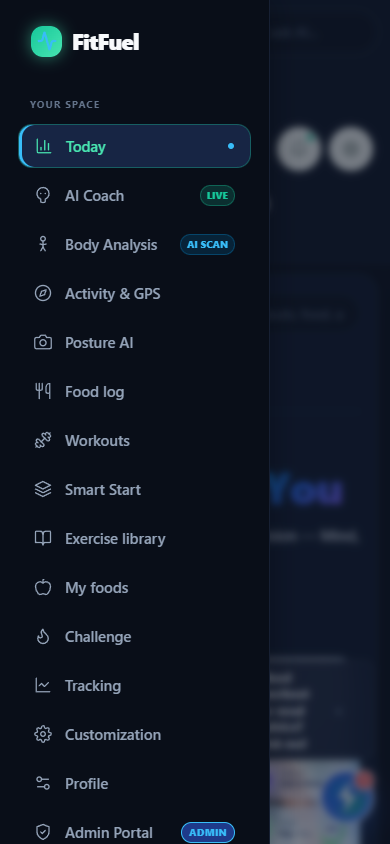 FitFuel
YOUR SPACE
Today
AI Coach LIVE
Body Analysis AI SCAN
Activity & GPS
Posture AI
Food log
Workouts
Smart Start
Exercise library
My foods
Challenge
Tracking
Customization
Profile
Admin Portal ADMIN
You